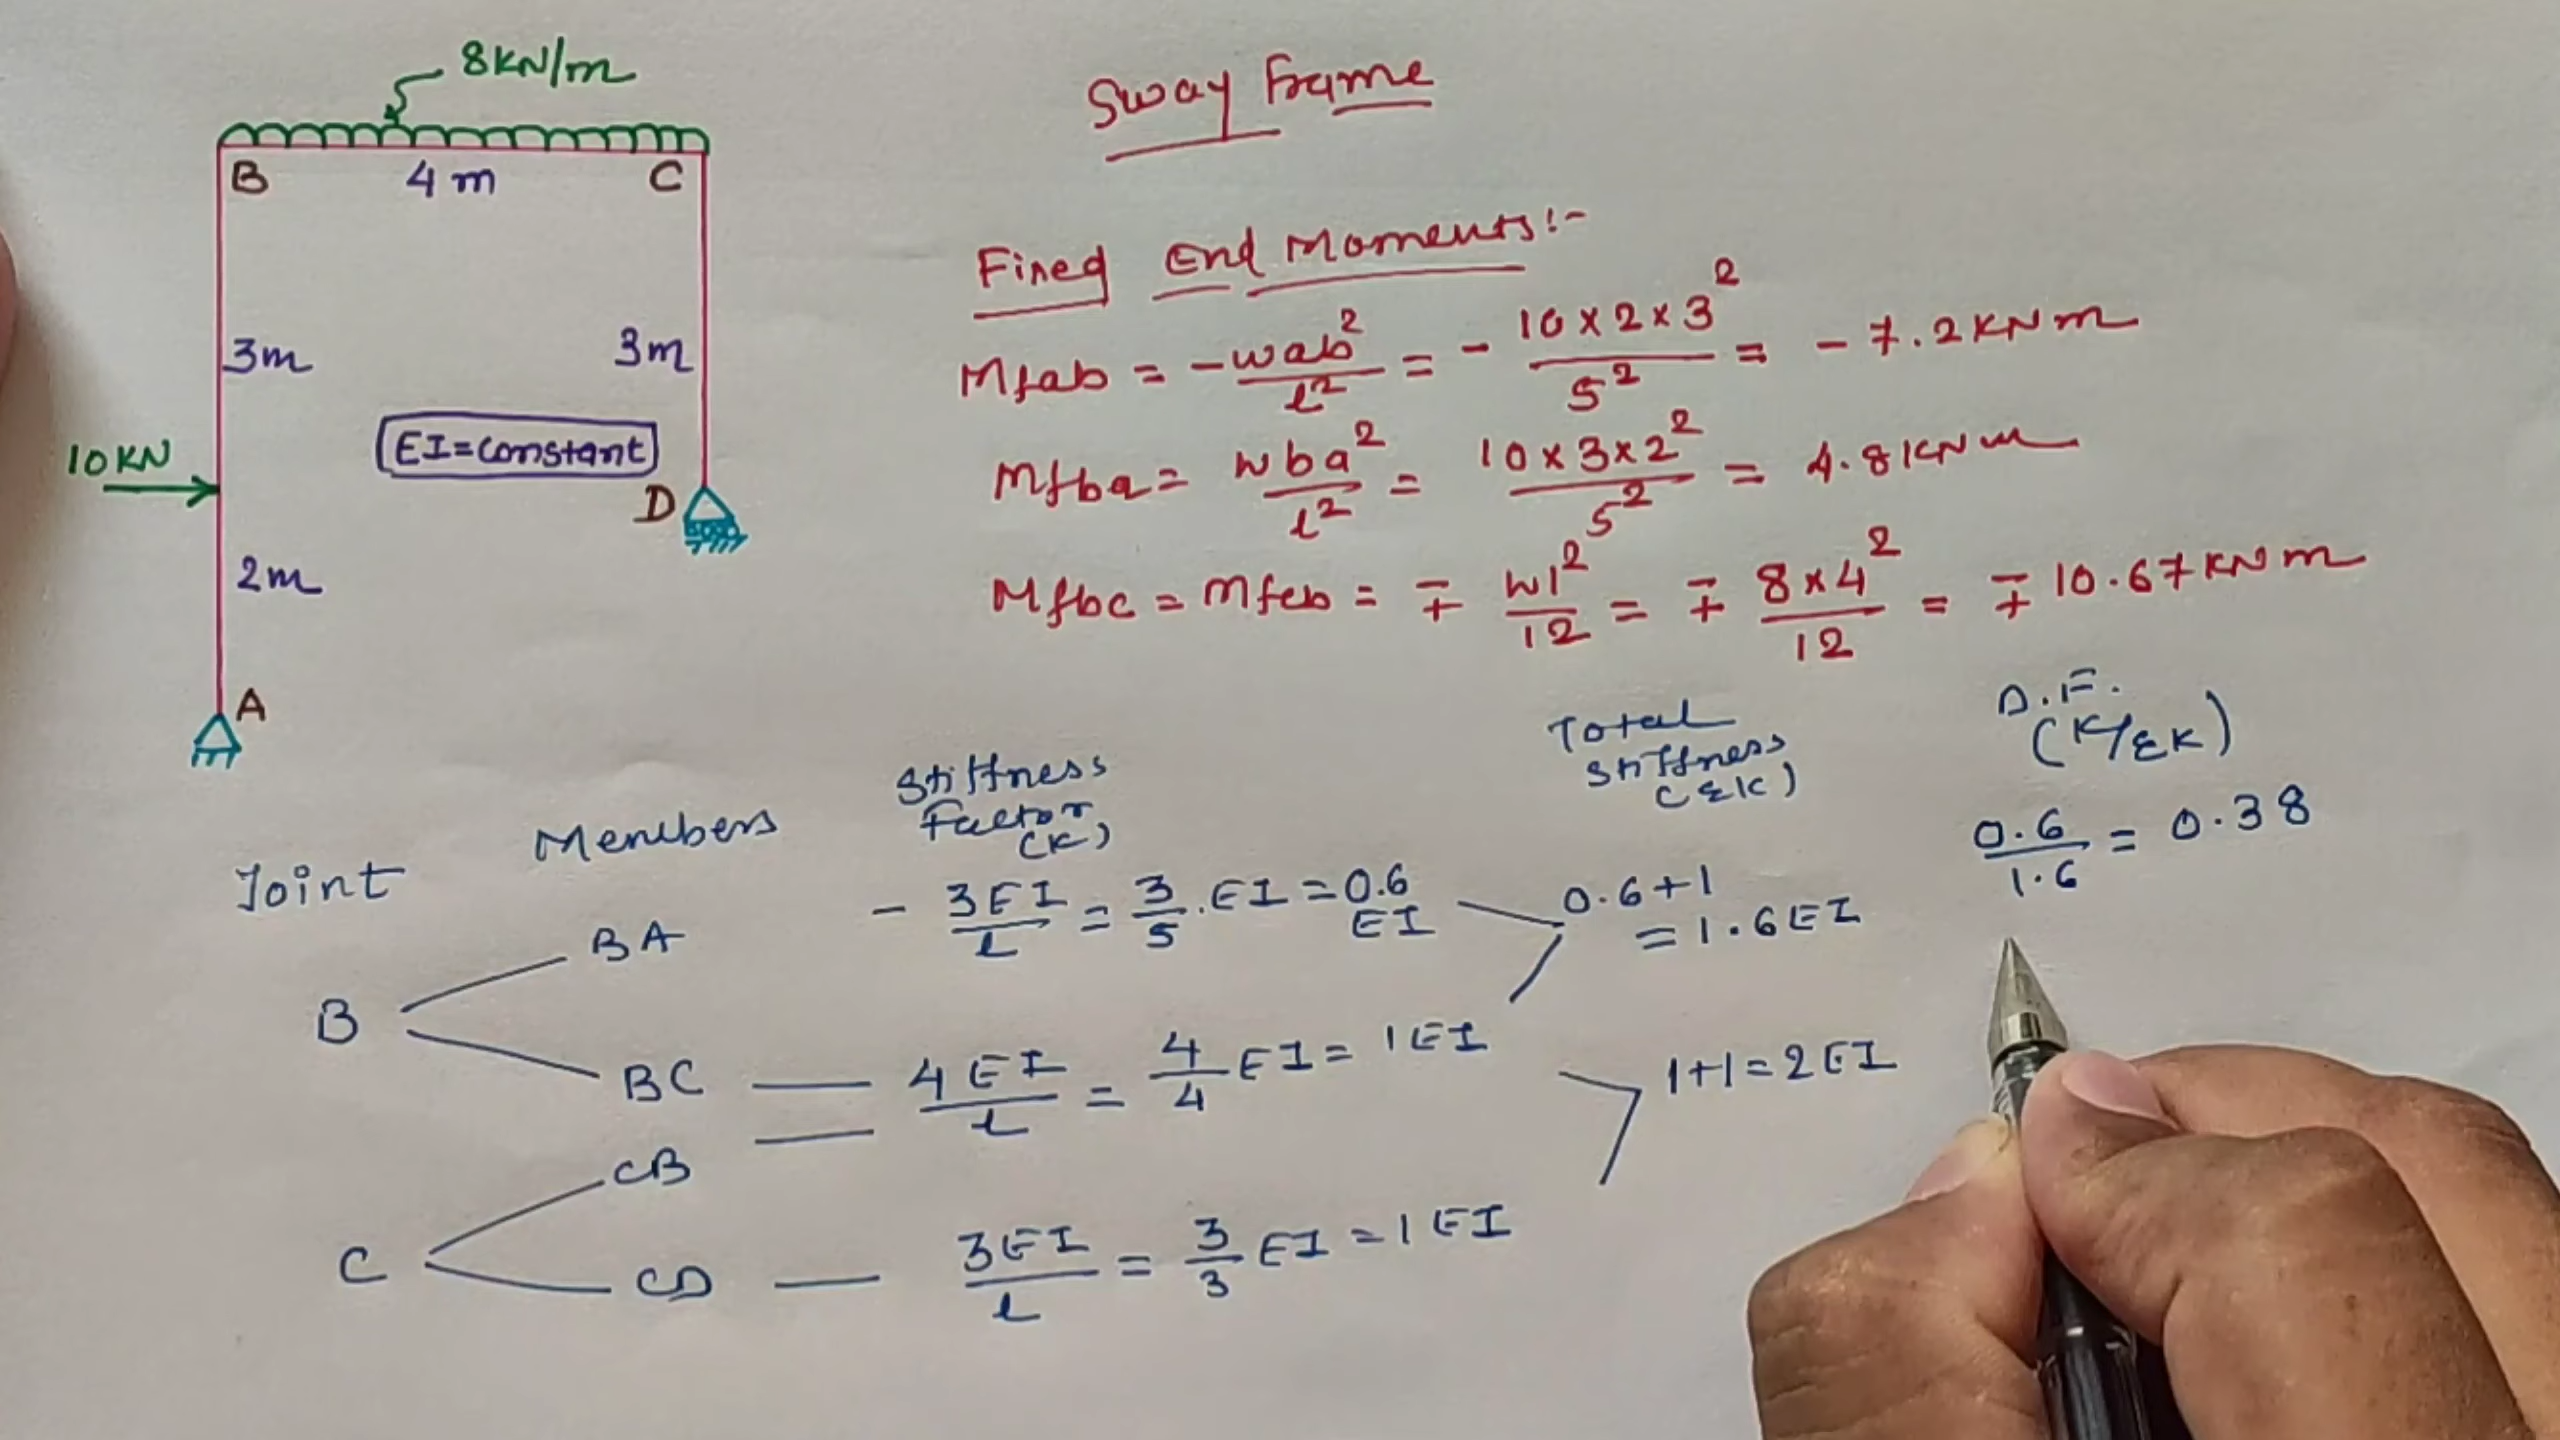 8KN/m
B 4m C
3m 3m
EI=constant
10KN
D
2m
A
Sway Frame
Fixed End Moments:-
Mfab = -wab²/l² = - 10×2×3²/5² = -7.2KNm
Mfba = wba²/l² = 10×3×2²/5² = 4.8KNm
Mfbc = Mfcb = ∓ wl²/12 = ∓ 8×4²/12 = ∓ 10.67KNm
Joint Members Stiffness Factor (K) Total Stiffness (ΣK) D.F. (K/ΣK)
B BA - 3EI/l = 3/5 . EI = 0.6 EI 0.6+1 = 1.6EI 0.6/1.6 = 0.38
BC 4EI/l = 4/4 EI = 1EI
C CB 1+1=2EI
CD 3EI/l = 3/3 EI = 1EI